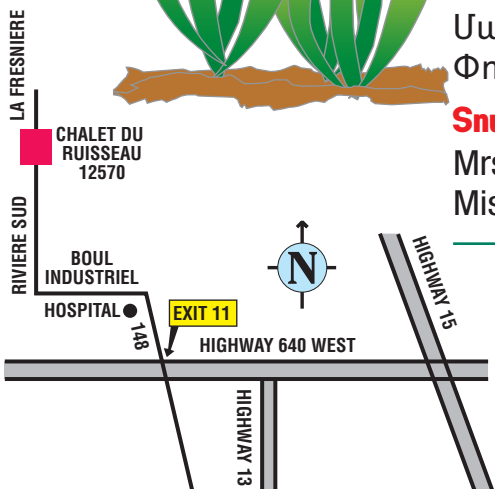 LA FRESNIERE
CHALET DU
RUISSEAU
12570
RIVIERE SUD
BOUL
INDUSTRIEL
HOSPITAL
148
EXIT 11
N
HIGHWAY 640 WEST
HIGHWAY 15
HIGHWAY 13
Mrs